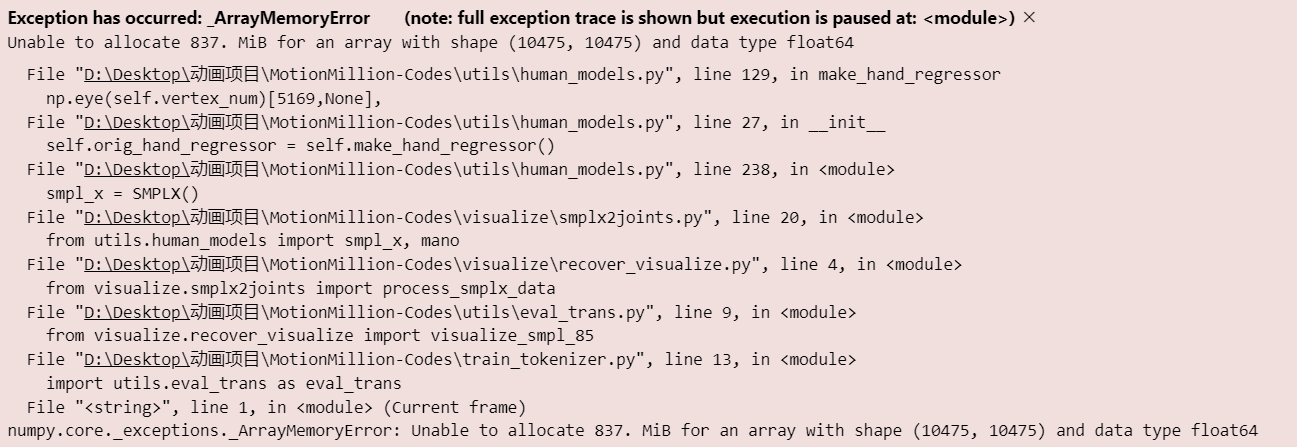 Exception has occurred: _ArrayMemoryError (note: full exception trace is shown but execution is paused at: <module>) ×
Unable to allocate 837. MiB for an array with shape (10475, 10475) and data type float64
File "D:\Desktop\动画项目\MotionMillion-Codes\utils\human_models.py", line 129, in make_hand_regressor
np.eye(self.vertex_num)[5169,None],
File "D:\Desktop\动画项目\MotionMillion-Codes\utils\human_models.py", line 27, in __init__
self.orig_hand_regressor = self.make_hand_regressor()
File "D:\Desktop\动画项目\MotionMillion-Codes\utils\human_models.py", line 238, in <module>
smpl_x = SMPLX()
File "D:\Desktop\动画项目\MotionMillion-Codes\visualize\smplx2joints.py", line 20, in <module>
from utils.human_models import smpl_x, mano
File "D:\Desktop\动画项目\MotionMillion-Codes\visualize\recover_visualize.py", line 4, in <module>
from visualize.smplx2joints import process_smplx_data
File "D:\Desktop\动画项目\MotionMillion-Codes\utils\eval_trans.py", line 9, in <module>
from visualize.recover_visualize import visualize_smpl_85
File "D:\Desktop\动画项目\MotionMillion-Codes\train_tokenizer.py", line 13, in <module>
import utils.eval_trans as eval_trans
File "<string>", line 1, in <module> (Current frame)
numpy.core._exceptions._ArrayMemoryError: Unable to allocate 837. MiB for an array with shape (10475, 10475) and data type float64